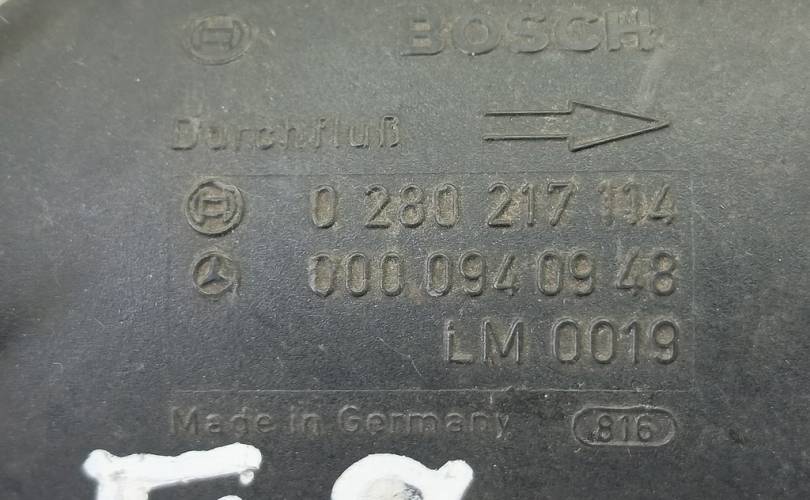 BOSCH
Durchfluß
0 280 217 114
000 094 09 48
LM 0019
Made in Germany 816